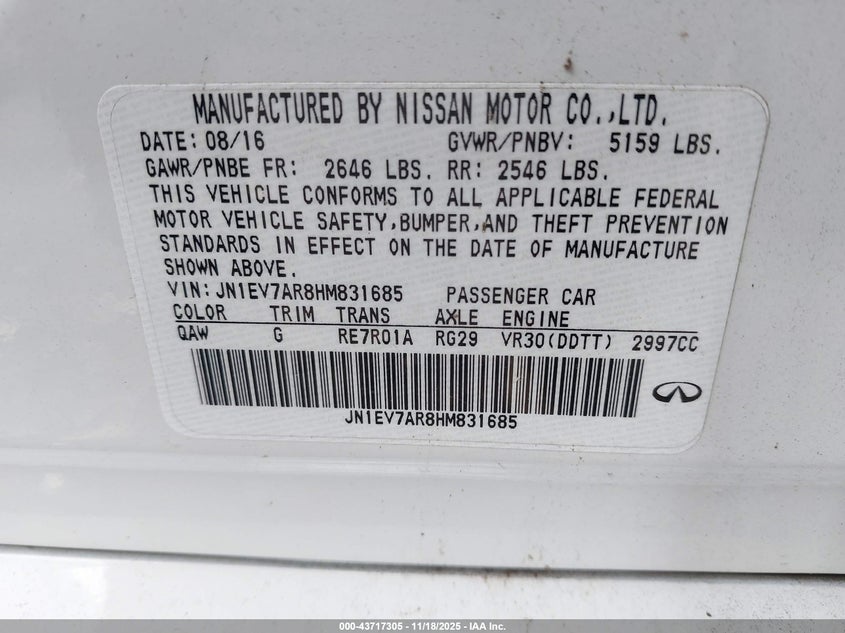 MANUFACTURED BY NISSAN MOTOR CO.,LTD.
DATE: 08/16 GVWR/PNBV: 5159 LBS.
GAWR/PNBE FR: 2646 LBS. RR: 2546 LBS.
THIS VEHICLE CONFORMS TO ALL APPLICABLE FEDERAL
MOTOR VEHICLE SAFETY,BUMPER,AND THEFT PREVENTION
STANDARDS IN EFFECT ON THE DATE OF MANUFACTURE
SHOWN ABOVE.
VIN:JN1EV7AR8HM831685 PASSENGER CAR
COLOR TRIM TRANS AXLE ENGINE
QAW G RE7R01A RG29 VR30(DDTT) 2997CC
JN1EV7AR8HM831685
000-43717305 - 11/18/2025 - IAA Inc.